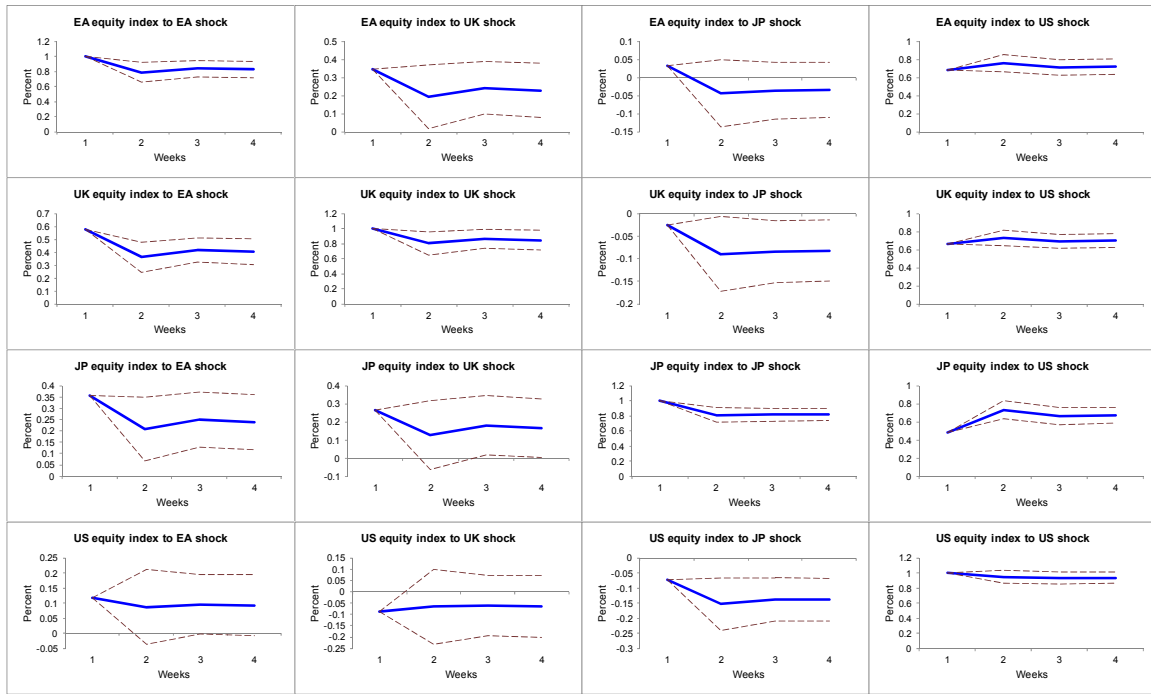 EA equity index to EA shock
1.2
1
0.8
0.6
0.4
0.2
0
Percent
1 2 3 4
Weeks
EA equity index to UK shock
0.5
0.4
0.3
0.2
0.1
0
Percent
1 2 3 4
Weeks
EA equity index to JP shock
0.1
0.05
0
-0.05
-0.1
-0.15
Percent
1 2 3 4
Weeks
EA equity index to US shock
1
0.8
0.6
0.4
0.2
0
Percent
1 2 3 4
Weeks
UK equity index to EA shock
0.7
0.6
0.5
0.4
0.3
0.2
0.1
0
Percent
1 2 3 4
Weeks
UK equity index to UK shock
1.2
1
0.8
0.6
0.4
0.2
0
Percent
1 2 3 4
Weeks
UK equity index to JP shock
0
-0.05
-0.1
-0.15
-0.2
Percent
1 2 3 4
Weeks
UK equity index to US shock
1
0.8
0.6
0.4
0.2
0
Percent
1 2 3 4
Weeks
JP equity index to EA shock
0.4
0.35
0.3
0.25
0.2
0.15
0.1
0.05
0
Percent
1 2 3 4
Weeks
JP equity index to UK shock
0.4
0.3
0.2
0.1
0
-0.1
Percent
1 2 3 4
Weeks
JP equity index to JP shock
1.2
1
0.8
0.6
0.4
0.2
0
Percent
1 2 3 4
Weeks
JP equity index to US shock
1
0.8
0.6
0.4
0.2
0
Percent
1 2 3 4
Weeks
US equity index to EA shock
0.25
0.2
0.15
0.1
0.05
0
-0.05
Percent
1 2 3 4
Weeks
US equity index to UK shock
0.15
0.1
0.05
0
-0.05
-0.1
-0.15
-0.2
-0.25
Percent
1 2 3 4
Weeks
US equity index to JP shock
0
-0.05
-0.1
-0.15
-0.2
-0.25
-0.3
Percent
1 2 3 4
Weeks
US equity index to US shock
1.2
1
0.8
0.6
0.4
0.2
0
Percent
1 2 3 4
Weeks